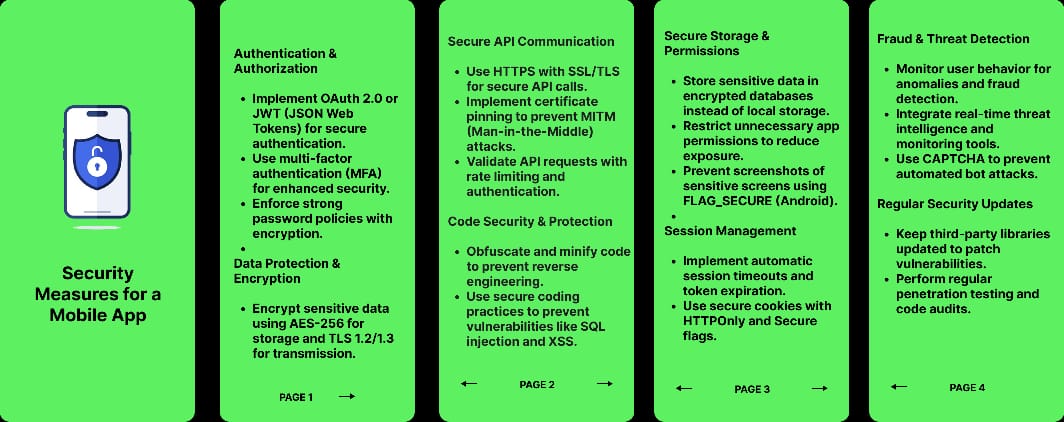 Security
Measures for a
Mobile App
Authentication &
Authorization
• Implement OAuth 2.0 or
JWT (JSON Web
Tokens) for secure
authentication.
• Use multi-factor
authentication (MFA)
for enhanced security.
• Enforce strong
password policies with
encryption.
•
Data Protection &
Encryption
• Encrypt sensitive data
using AES-256 for
storage and TLS 1.2/1.3
for transmission.
PAGE 1
Secure API Communication
• Use HTTPS with SSL/TLS
for secure API calls.
• Implement certificate
pinning to prevent MITM
(Man-in-the-Middle)
attacks.
• Validate API requests with
rate limiting and
authentication.
Code Security & Protection
• Obfuscate and minify code
to prevent reverse
engineering.
• Use secure coding
practices to prevent
vulnerabilities like SQL
injection and XSS.
PAGE 2
Secure Storage &
Permissions
• Store sensitive data in
encrypted databases
instead of local storage.
• Restrict unnecessary app
permissions to reduce
exposure.
• Prevent screenshots of
sensitive screens using
FLAG_SECURE (Android).
•
Session Management
• Implement automatic
session timeouts and
token expiration.
• Use secure cookies with
HTTPOnly and Secure
flags.
PAGE 3
Fraud & Threat Detection
• Monitor user behavior for
anomalies and fraud
detection.
• Integrate real-time threat
intelligence and
monitoring tools.
• Use CAPTCHA to prevent
automated bot attacks.
Regular Security Updates
• Keep third-party libraries
updated to patch
vulnerabilities.
• Perform regular
penetration testing and
code audits.
PAGE 4